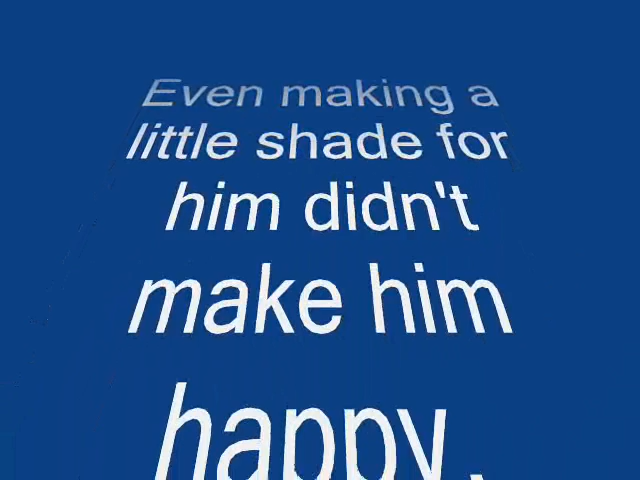 Even making a
little shade for
him didn't
make him
happy.